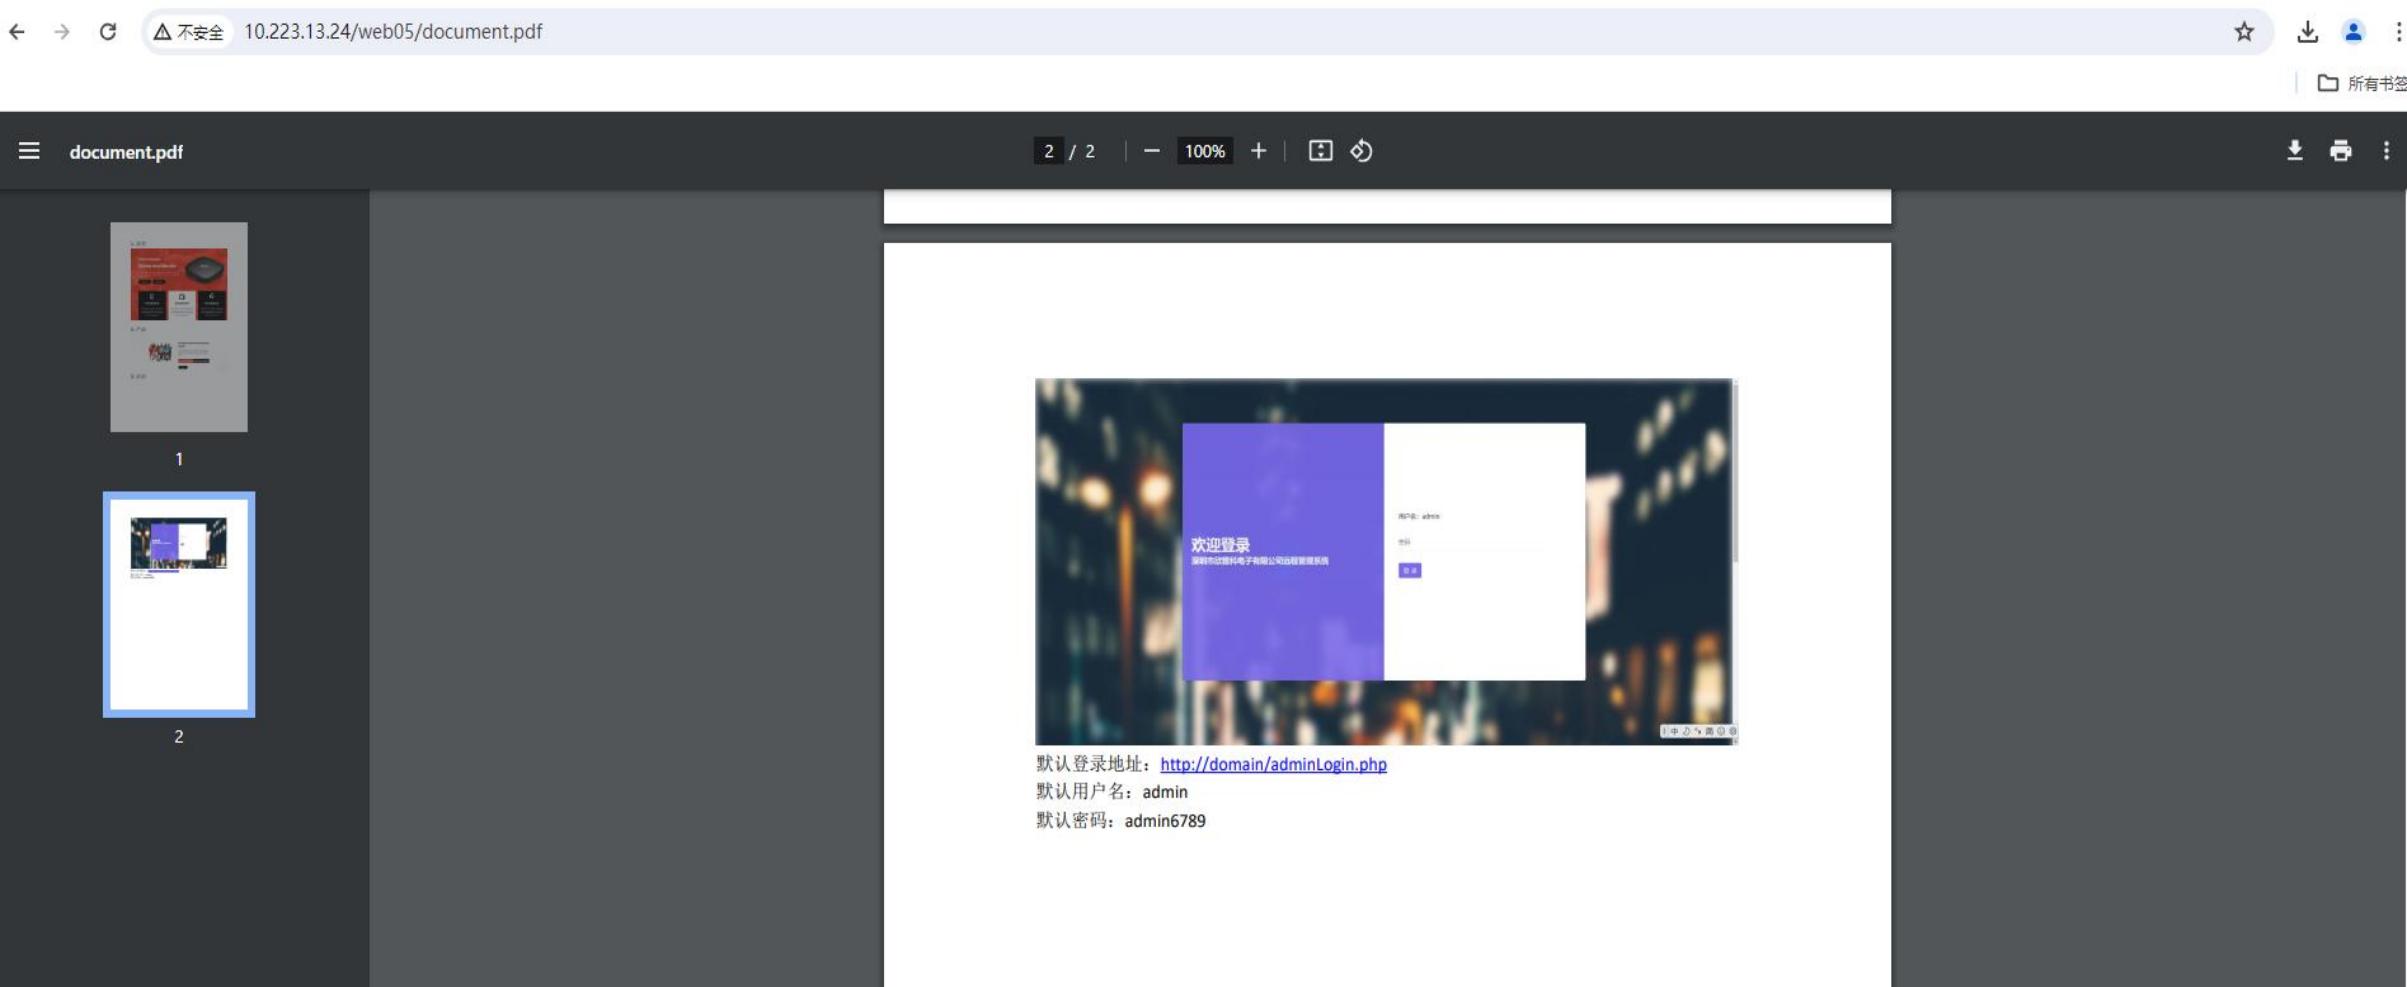 不安全
10.223.13.24/web05/document.pdf
所有书签
document.pdf
2 / 2
100%
1
2
欢迎登录
用户名: admin
密码
登录
默认登录地址：http://domain/adminLogin.php
默认用户名：admin
默认密码：admin6789